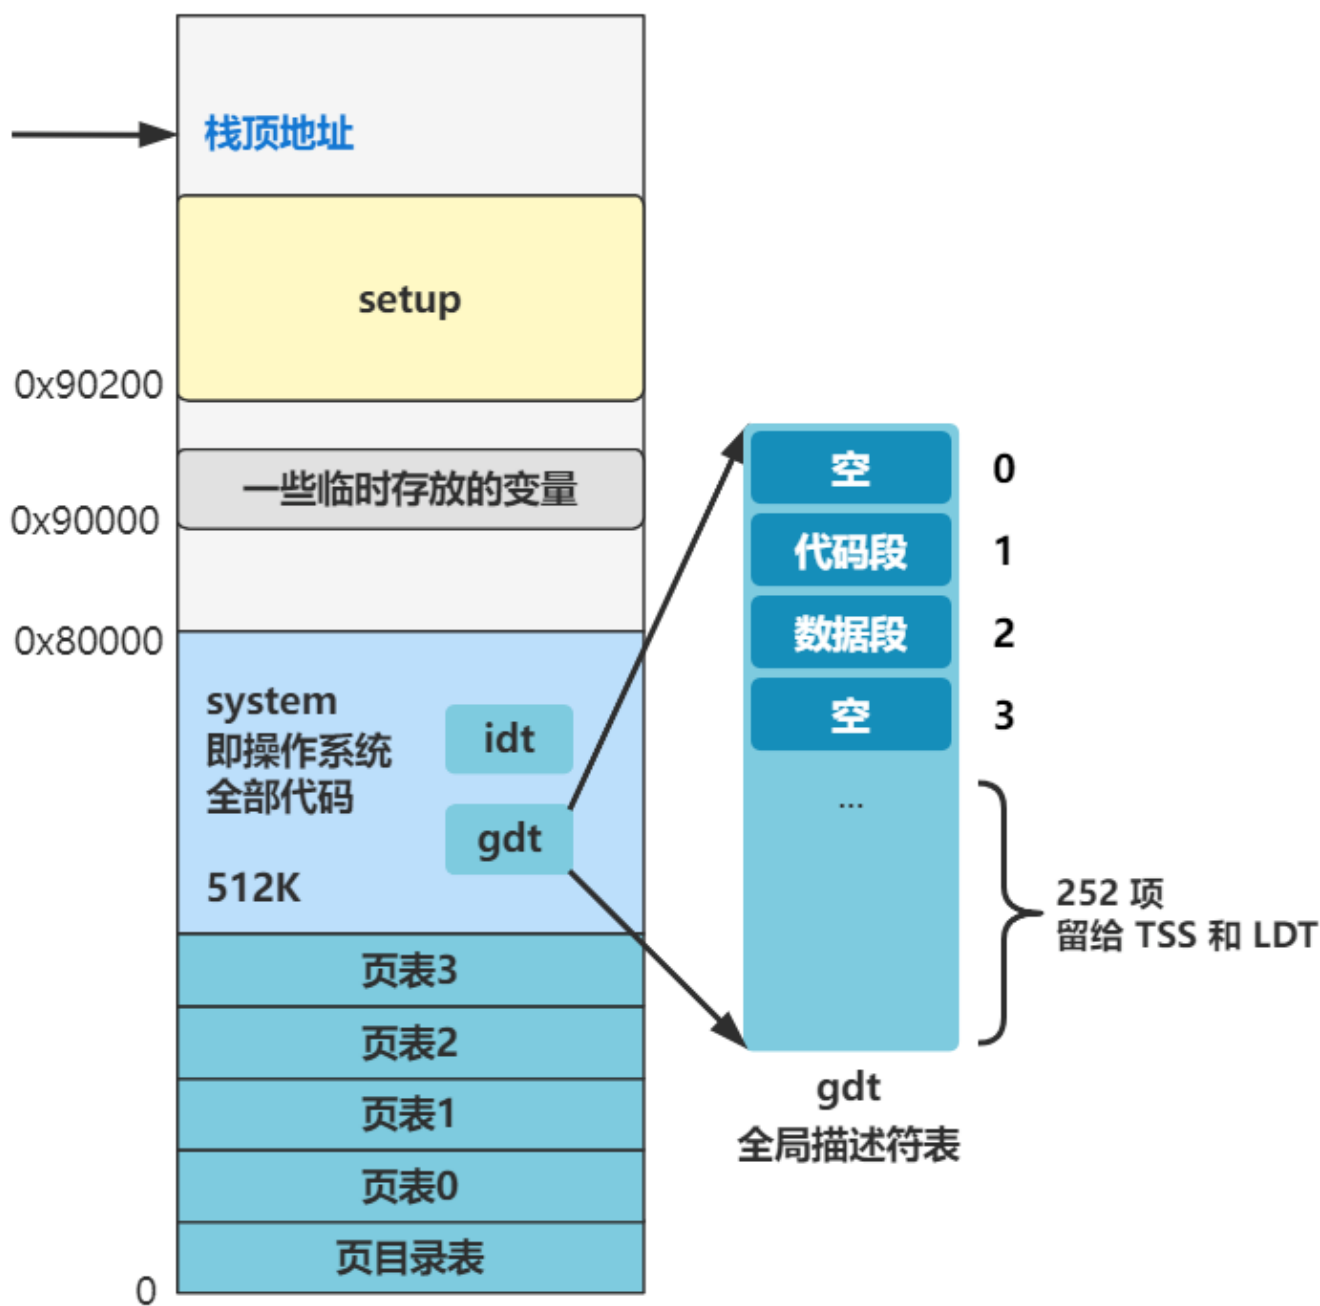 栈顶地址
setup
0x90200
一些临时存放的变量
0x90000
0x80000
system
即操作系统
全部代码
512K
idt
gdt
页表3
页表2
页表1
页表0
页目录表
0
空 0
代码段 1
数据段 2
空 3
...
252 项
留给 TSS 和 LDT
gdt
全局描述符表